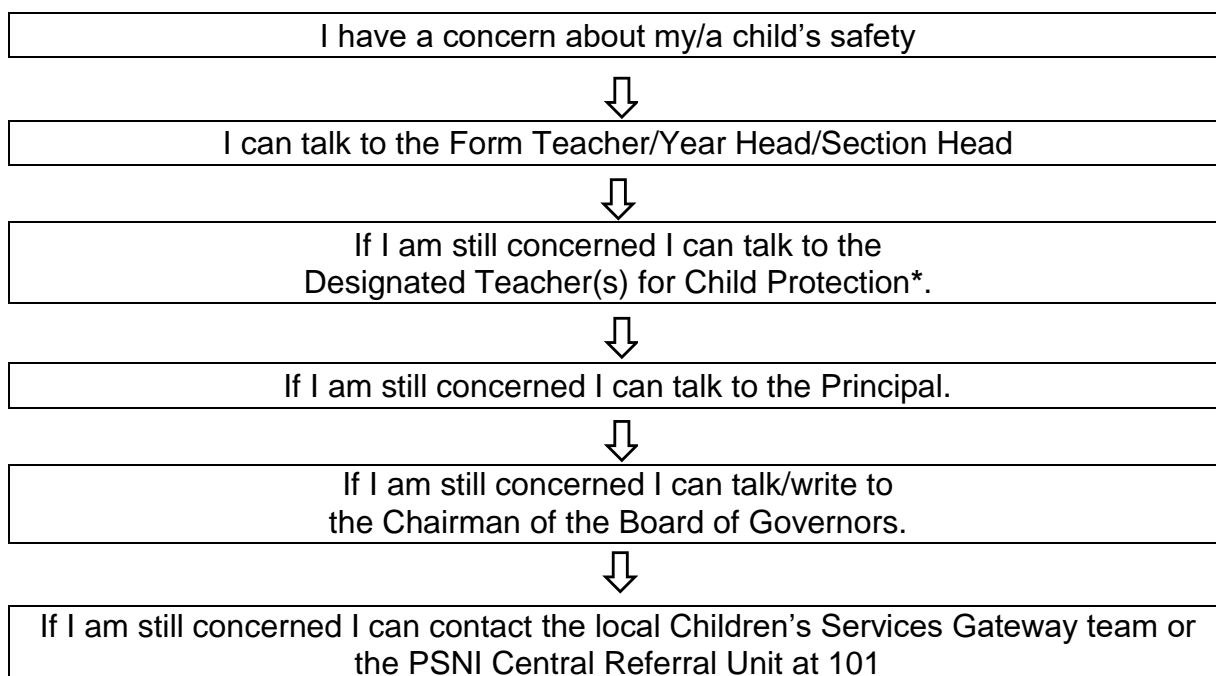 I have a concern about my/a child’s safety
I can talk to the Form Teacher/Year Head/Section Head
If I am still concerned I can talk to the
Designated Teacher(s) for Child Protection*.
If I am still concerned I can talk to the Principal.
If I am still concerned I can talk/write to
the Chairman of the Board of Governors.
If I am still concerned I can contact the local Children’s Services Gateway team or
the PSNI Central Referral Unit at 101